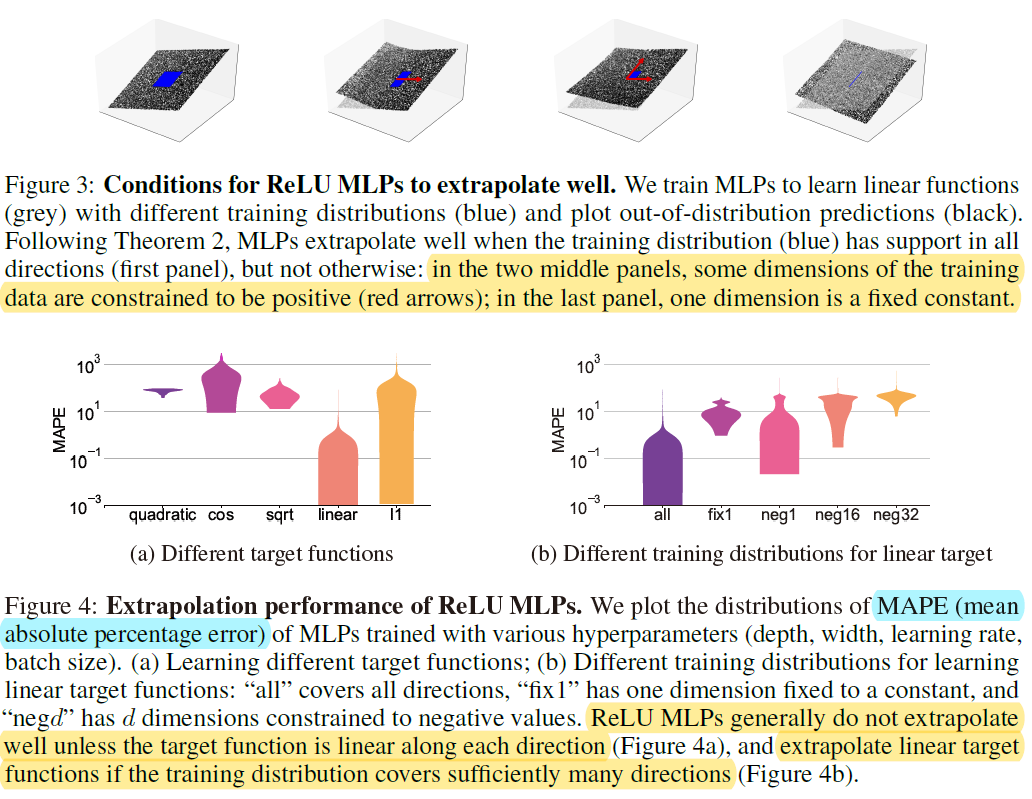 Figure 3: Conditions for ReLU MLPs to extrapolate well. We train MLPs to learn linear functions
(grey) with different training distributions (blue) and plot out-of-distribution predictions (black).
Following Theorem 2, MLPs extrapolate well when the training distribution (blue) has support in all
directions (first panel), but not otherwise: in the two middle panels, some dimensions of the training
data are constrained to be positive (red arrows); in the last panel, one dimension is a fixed constant.
MAPE
10³
10¹
10⁻¹
10⁻³
quadratic cos sqrt linear l1
(a) Different target functions
MAPE
10³
10¹
10⁻¹
10⁻³
all fix1 neg1 neg16 neg32
(b) Different training distributions for linear target
Figure 4: Extrapolation performance of ReLU MLPs. We plot the distributions of MAPE (mean
absolute percentage error) of MLPs trained with various hyperparameters (depth, width, learning rate,
batch size). (a) Learning different target functions; (b) Different training distributions for learning
linear target functions: “all” covers all directions, “fix1” has one dimension fixed to a constant, and
“negd” has d dimensions constrained to negative values. ReLU MLPs generally do not extrapolate
well unless the target function is linear along each direction (Figure 4a), and extrapolate linear target
functions if the training distribution covers sufficiently many directions (Figure 4b).